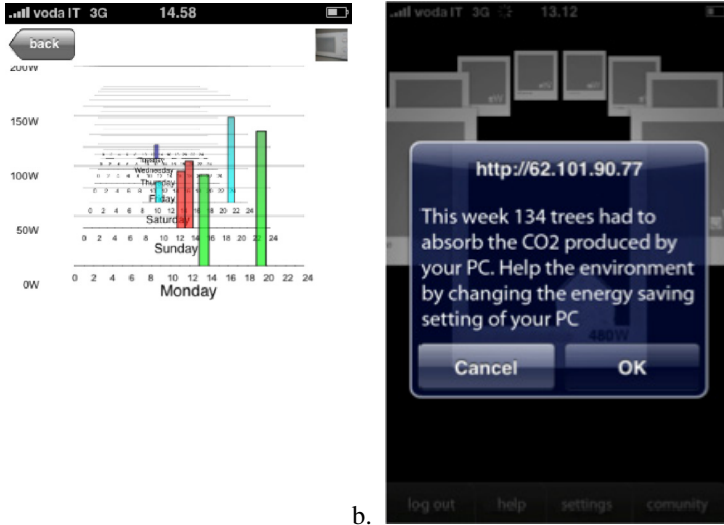 voda IT 3G 14.58
back
200W
150W
100W
50W
0W
Tuesday
Wednesday
Thursday
Friday
Saturday
0 2 4 6 8 10 12 14 16 18 20 22 24
Sunday
0 2 4 6 8 10 12 14 16 18 20 22 24
Monday
b.
voda IT 3G 13.12
http://62.101.90.77
This week 134 trees had to
absorb the CO2 produced by
your PC. Help the environment
by changing the energy saving
setting of your PC
480W
Cancel OK
log out help settings comunity